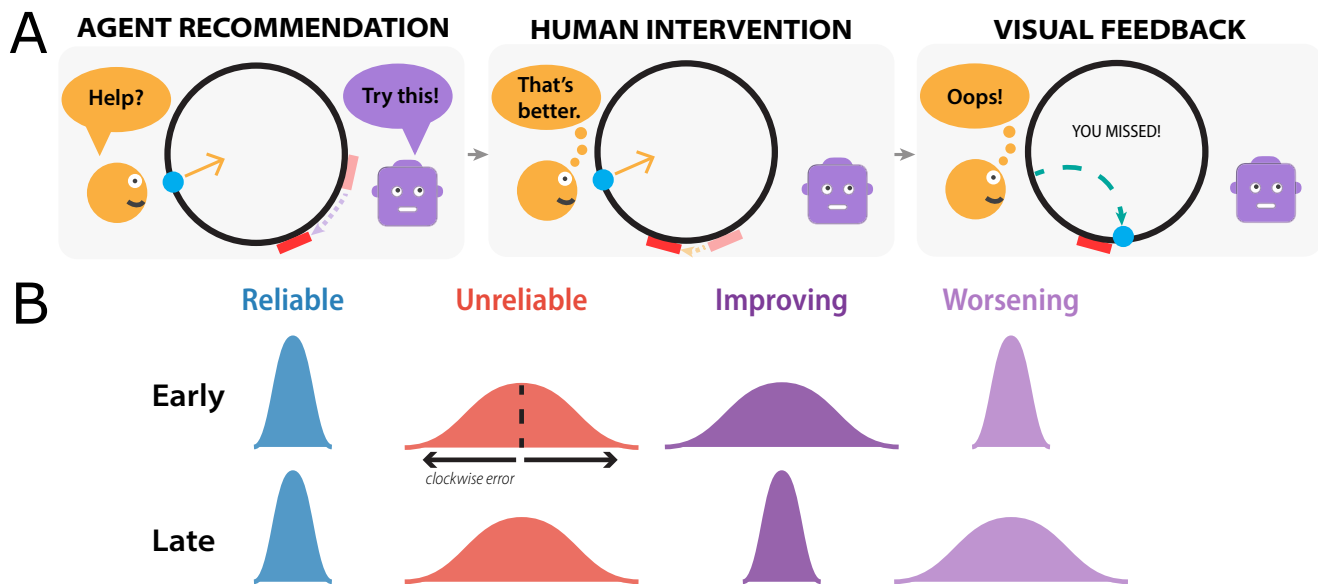 A
AGENT RECOMMENDATION
HUMAN INTERVENTION
VISUAL FEEDBACK
Help?
Try this!
That's
better.
Oops!
YOU MISSED!
B
Reliable
Unreliable
Improving
Worsening
Early
clockwise error
Late